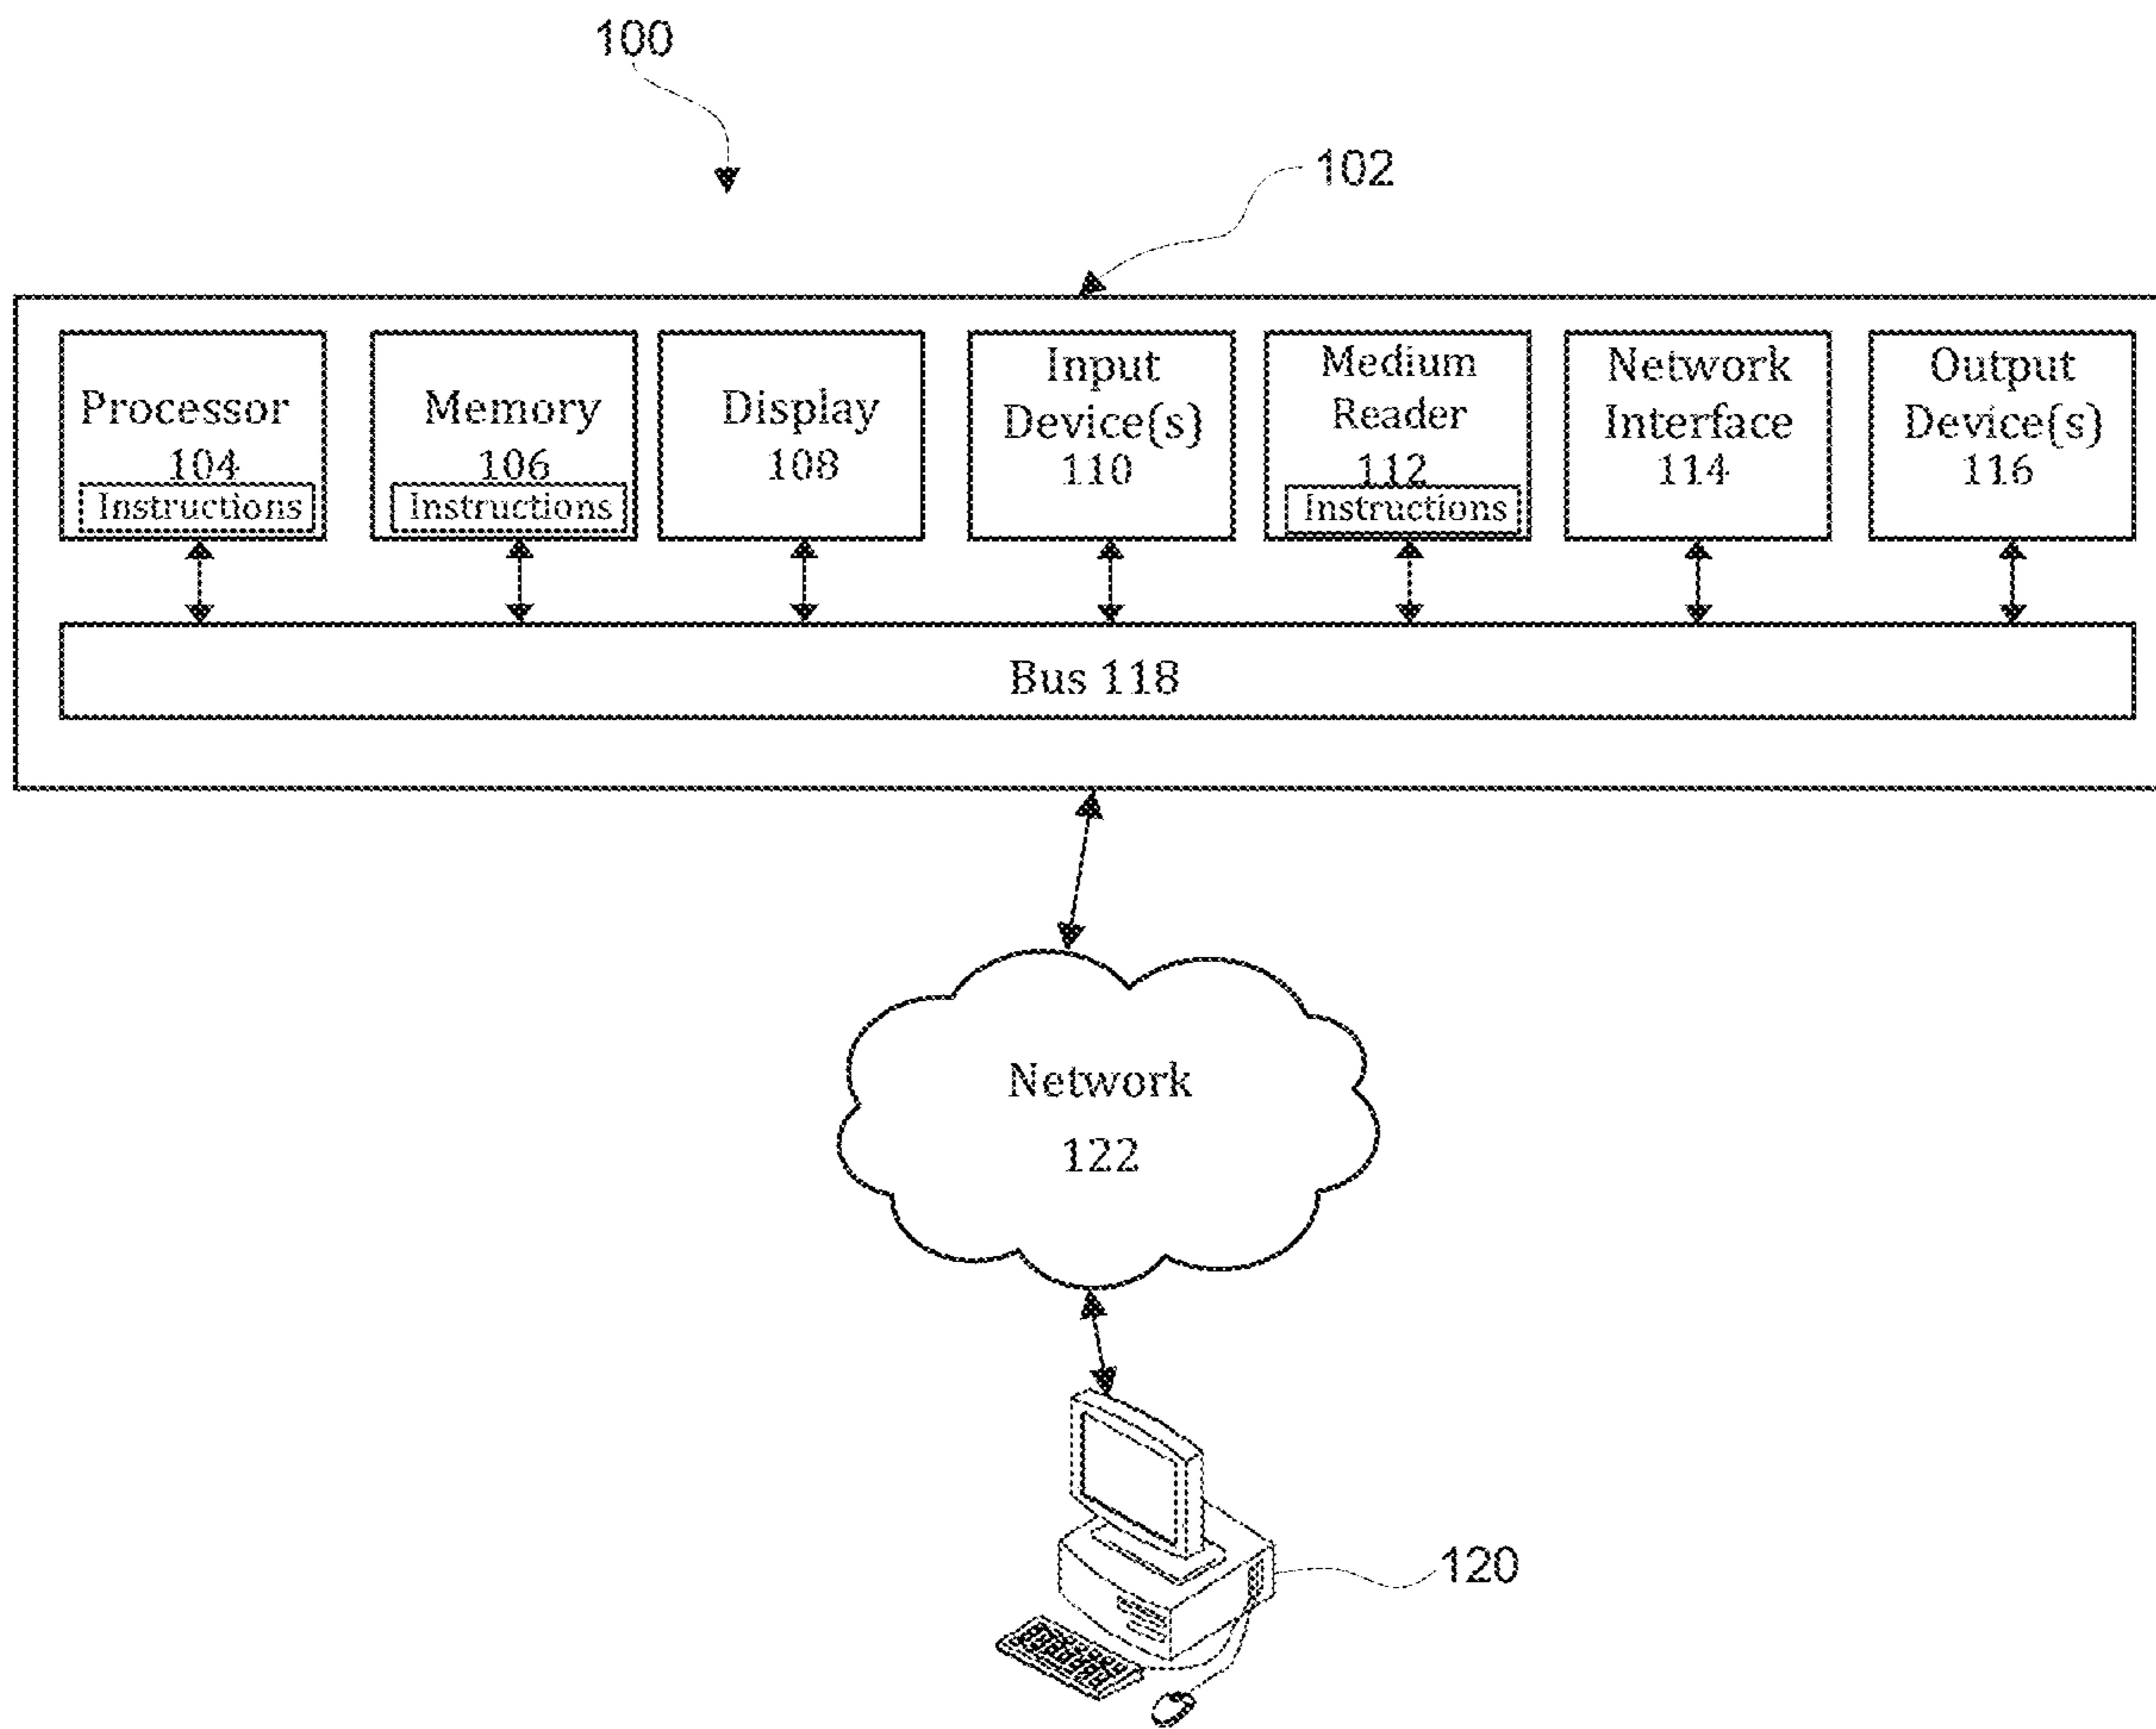 100
102
Processor
104
Instructions
Memory
106
Instructions
Display
108
Input
Device(s)
110
Medium
Reader
112
Instructions
Network
Interface
114
Output
Device(s)
116
Bus 118
Network
122
120